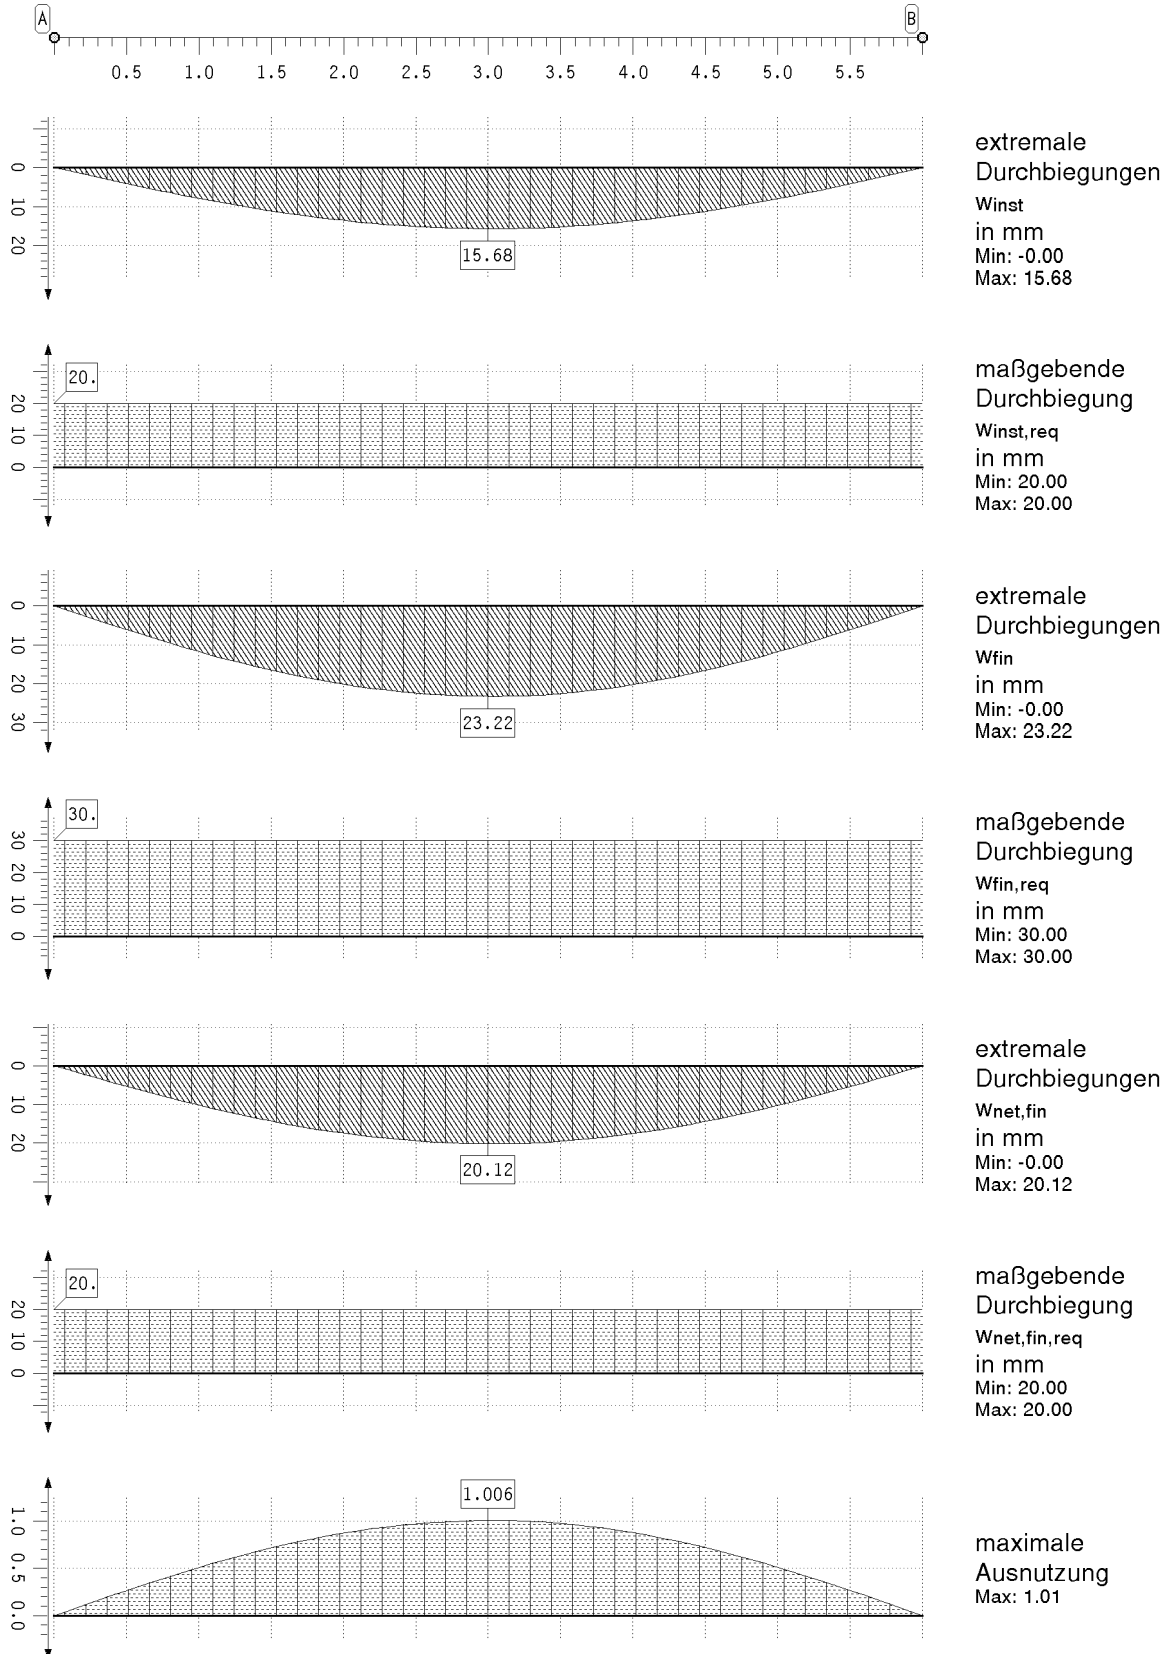 A B
0.5 1.0 1.5 2.0 2.5 3.0 3.5 4.0 4.5 5.0 5.5
0 10 20
15.68
extremale
Durchbiegungen
Winst
in mm
Min: -0.00
Max: 15.68
20.
20 10 0
maßgebende
Durchbiegung
Winst,req
in mm
Min: 20.00
Max: 20.00
0 10 20 30
23.22
extremale
Durchbiegungen
Wfin
in mm
Min: -0.00
Max: 23.22
30.
30 20 10 0
maßgebende
Durchbiegung
Wfin,req
in mm
Min: 30.00
Max: 30.00
0 10 20
20.12
extremale
Durchbiegungen
Wnet,fin
in mm
Min: -0.00
Max: 20.12
20.
20 10 0
maßgebende
Durchbiegung
Wnet,fin,req
in mm
Min: 20.00
Max: 20.00
1.006
1.0 0.5 0.0
maximale
Ausnutzung
Max: 1.01